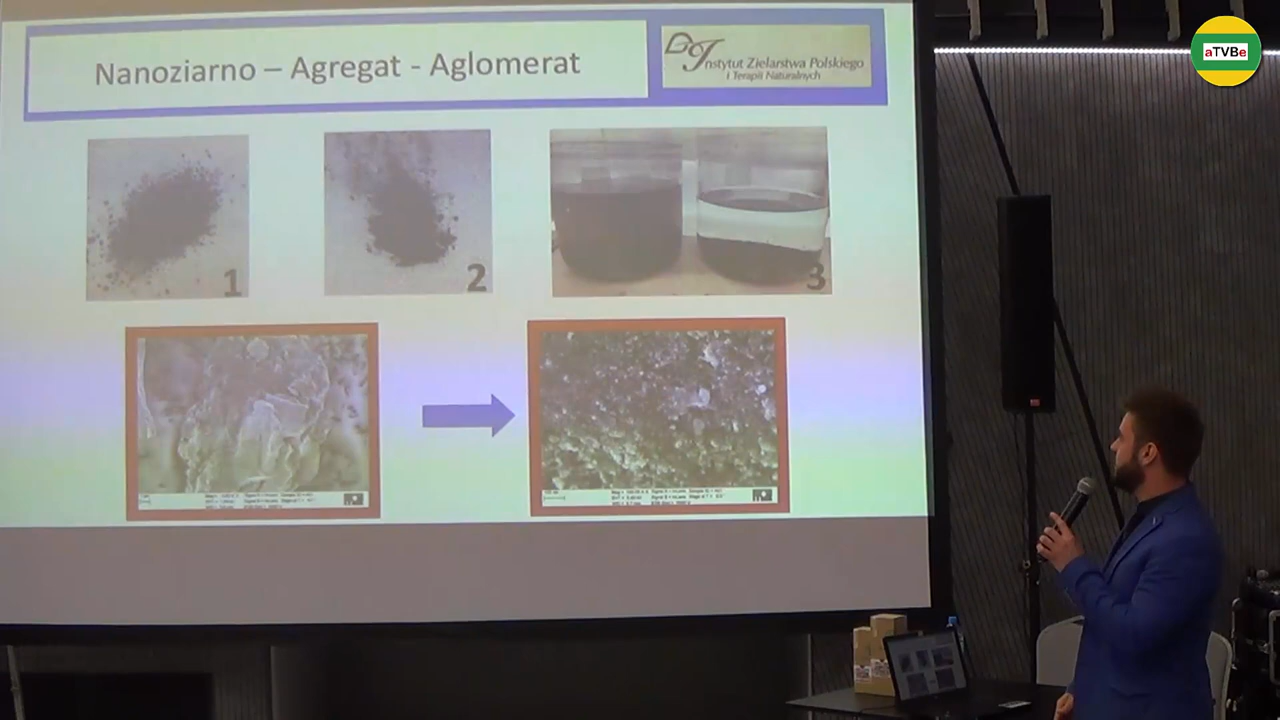 Nanoziarno – Agregat - Aglomerat
Instytut Zielarstwa Polskiego
i Terapii Naturalnych
aTVBe
1
2
3